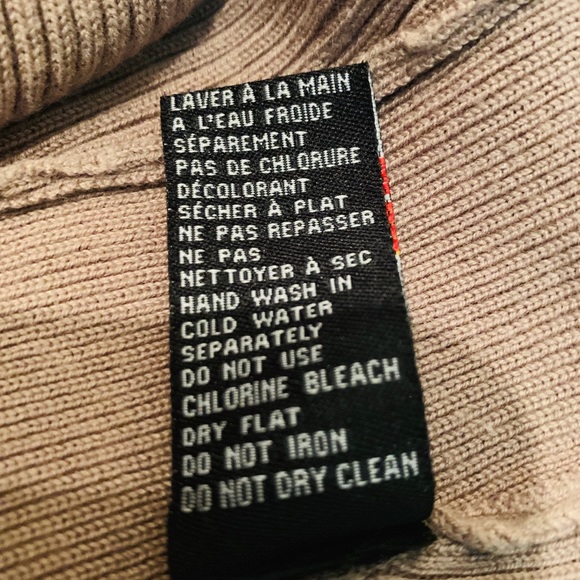 LAVER À LA MAIN
A L'EAU FROIDE
SÉPAREMENT
PAS DE CHLORURE
DÉCOLORANT
SÉCHER À PLAT
NE PAS REPASSER
NE PAS
NETTOYER À SEC
HAND WASH IN
COLD WATER
SEPARATELY
DO NOT USE
CHLORINE BLEACH
DRY FLAT
DO NOT IRON
DO NOT DRY CLEAN